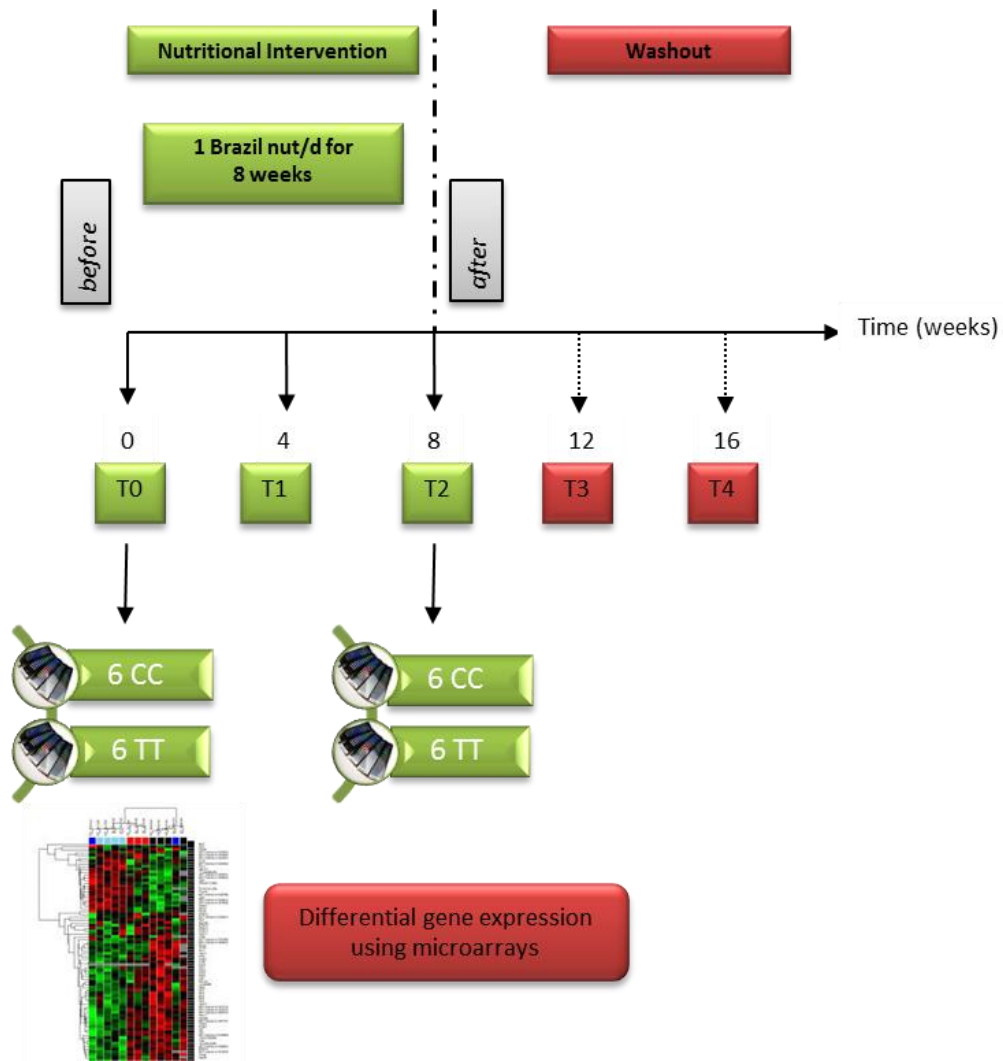 Nutritional Intervention
Washout
1 Brazil nut/d for
8 weeks
before
after
Time (weeks)
0
4
8
12
16
T0
T1
T2
T3
T4
6 CC
6 CC
6 TT
6 TT
Differential gene expression
using microarrays